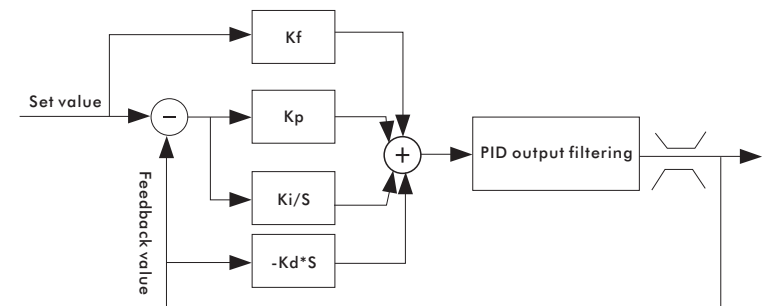 Kf
Set value
−
Kp
+
PID output filtering
Feedback value
Ki/S
-Kd*S